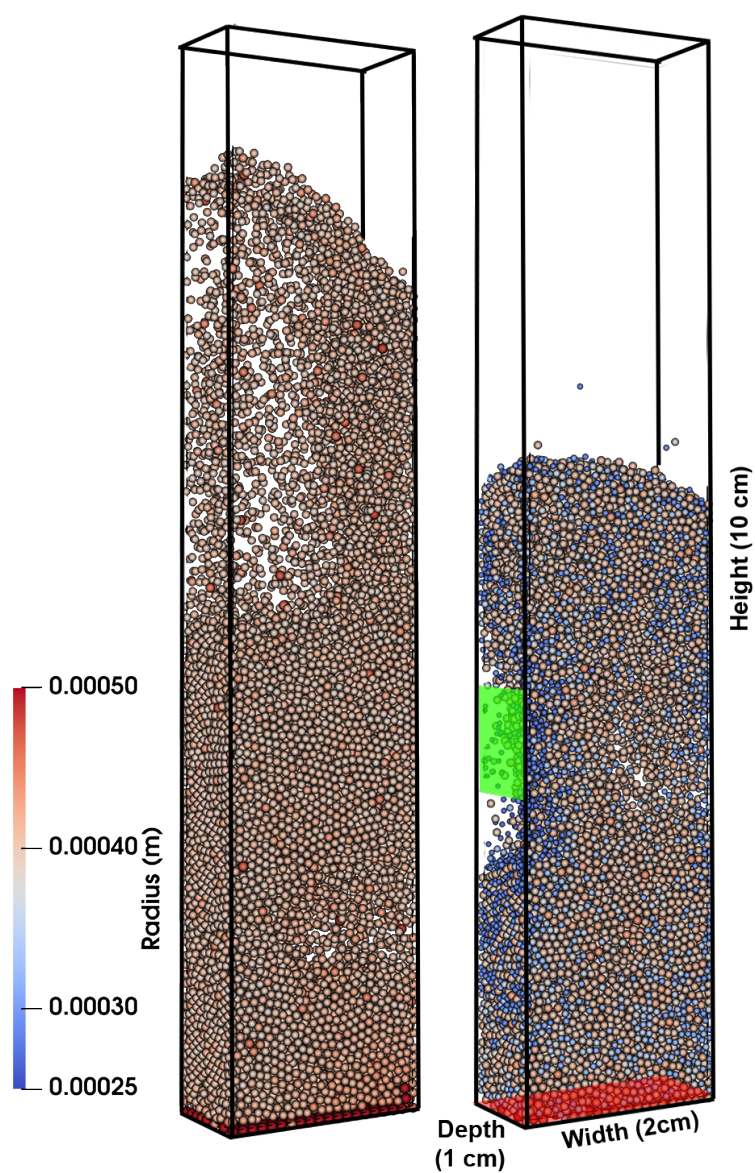 Height (10 cm)
0.00050
0.00040
0.00030
0.00025
Radius (m)
Depth
(1 cm)
Width (2cm)